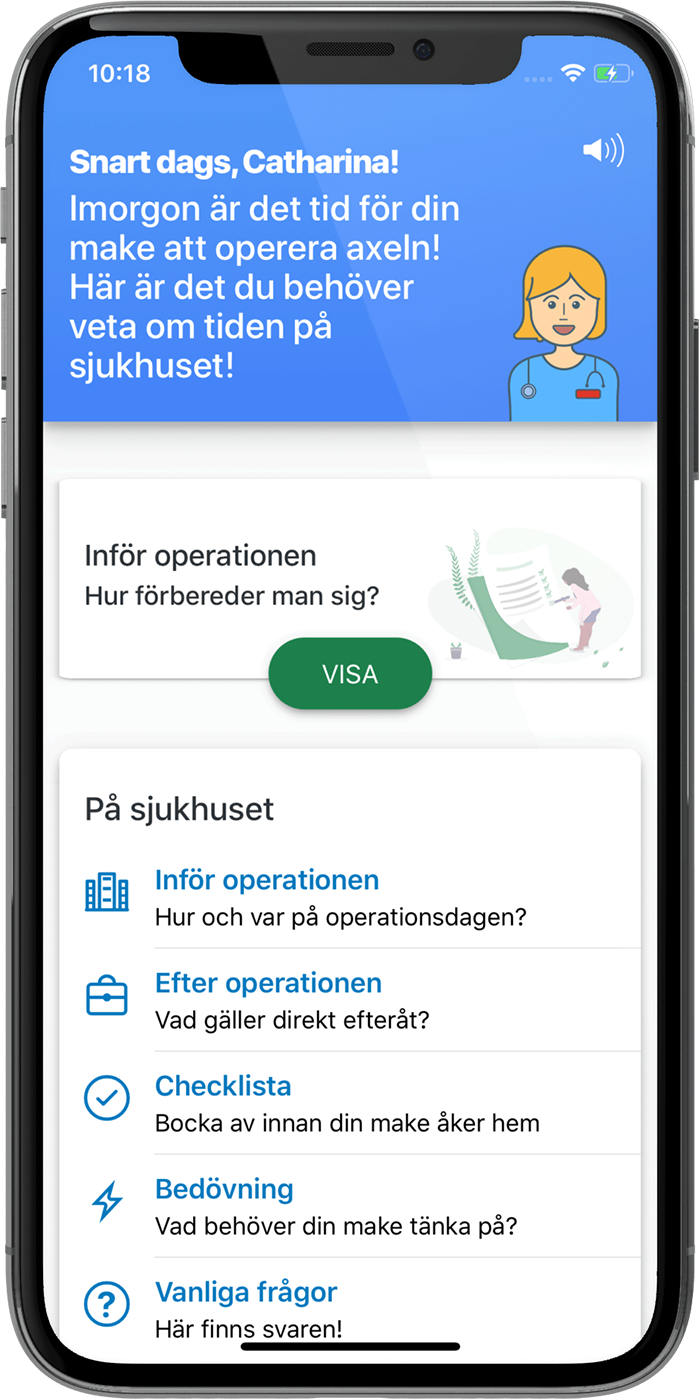 10:18
Snart dags, Catharina!
Imorgon är det tid för din
make att operera axeln!
Här är det du behöver
veta om tiden på
sjukhuset!
Inför operationen
Hur förbereder man sig?
VISA
På sjukhuset
Inför operationen
Hur och var på operationsdagen?
Efter operationen
Vad gäller direkt efteråt?
Checklista
Bocka av innan din make åker hem
Bedövning
Vad behöver din make tänka på?
Vanliga frågor
Här finns svaren!